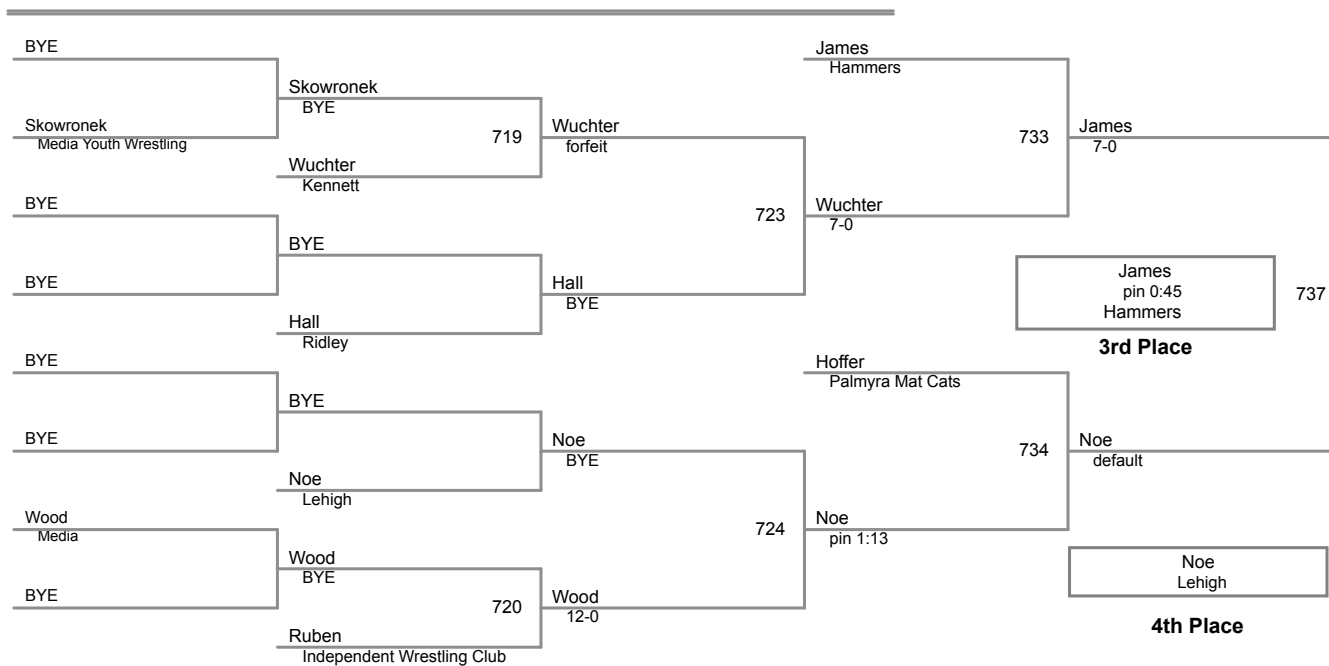 BYE
Skowronek
BYE
Skowronek
Media Youth Wrestling
719
Wuchter
forfeit
Wuchter
Kennett
BYE
BYE
BYE
Hall
BYE
Hall
Ridley
723
Wuchter
7-0
James
Hammers
733
James
7-0
James
pin 0:45
Hammers
737
3rd Place
BYE
BYE
BYE
Noe
BYE
Noe
Lehigh
Wood
Media
Wood
BYE
BYE
720
Wood
12-0
Ruben
Independent Wrestling Club
724
Noe
pin 1:13
Hoffer
Palmyra Mat Cats
734
Noe
default
Noe
Lehigh
4th Place